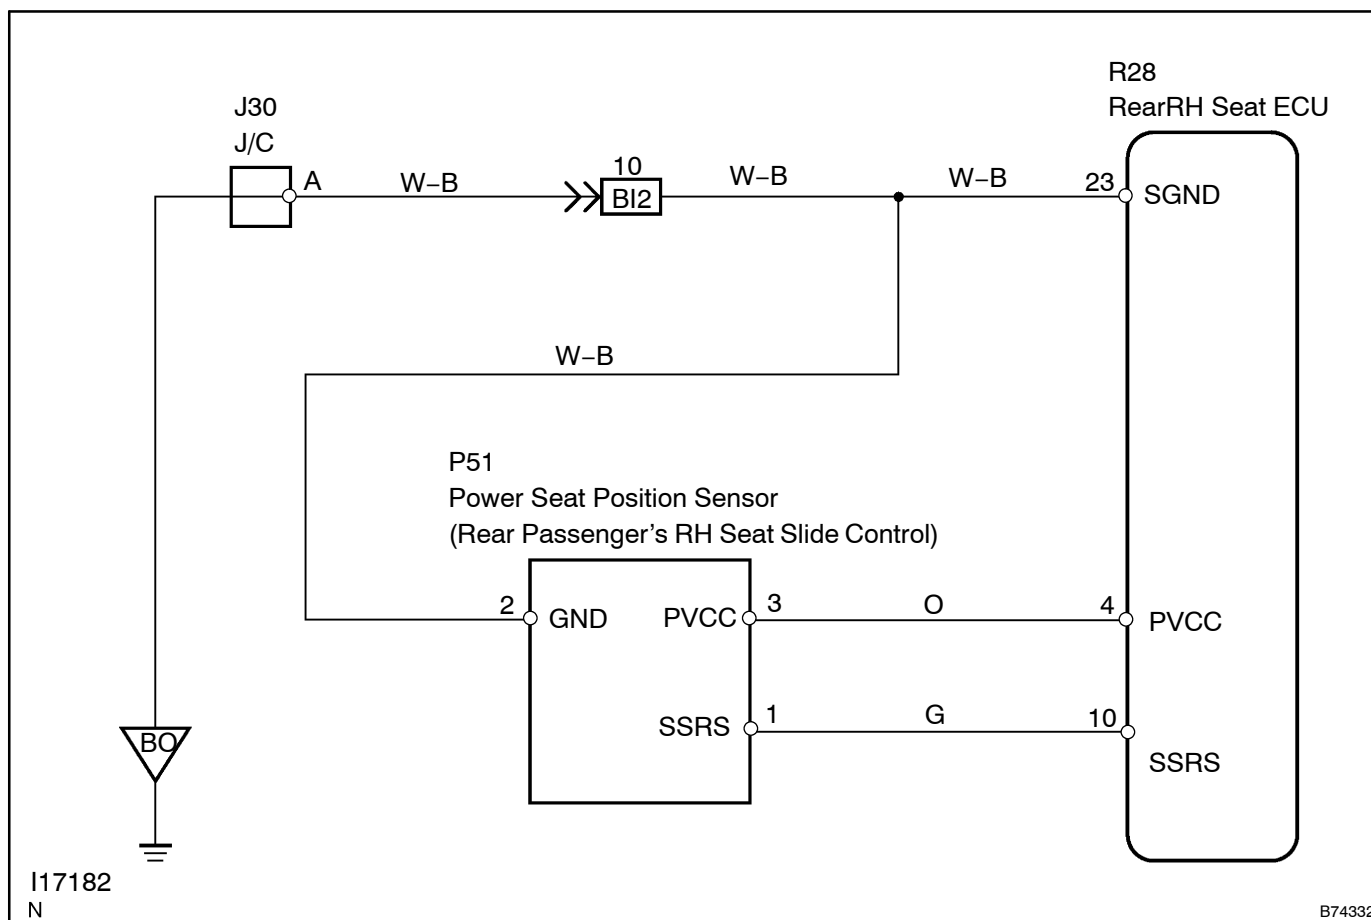 R28
RearRH Seat ECU
J30
J/C
A
W–B
10
BI2
W–B
W–B
23
SGND
W–B
P51
Power Seat Position Sensor
(Rear Passenger’s RH Seat Slide Control)
2
GND
PVCC
3
O
4
PVCC
SSRS
1
G
10
SSRS
BO
I17182
N
B74332